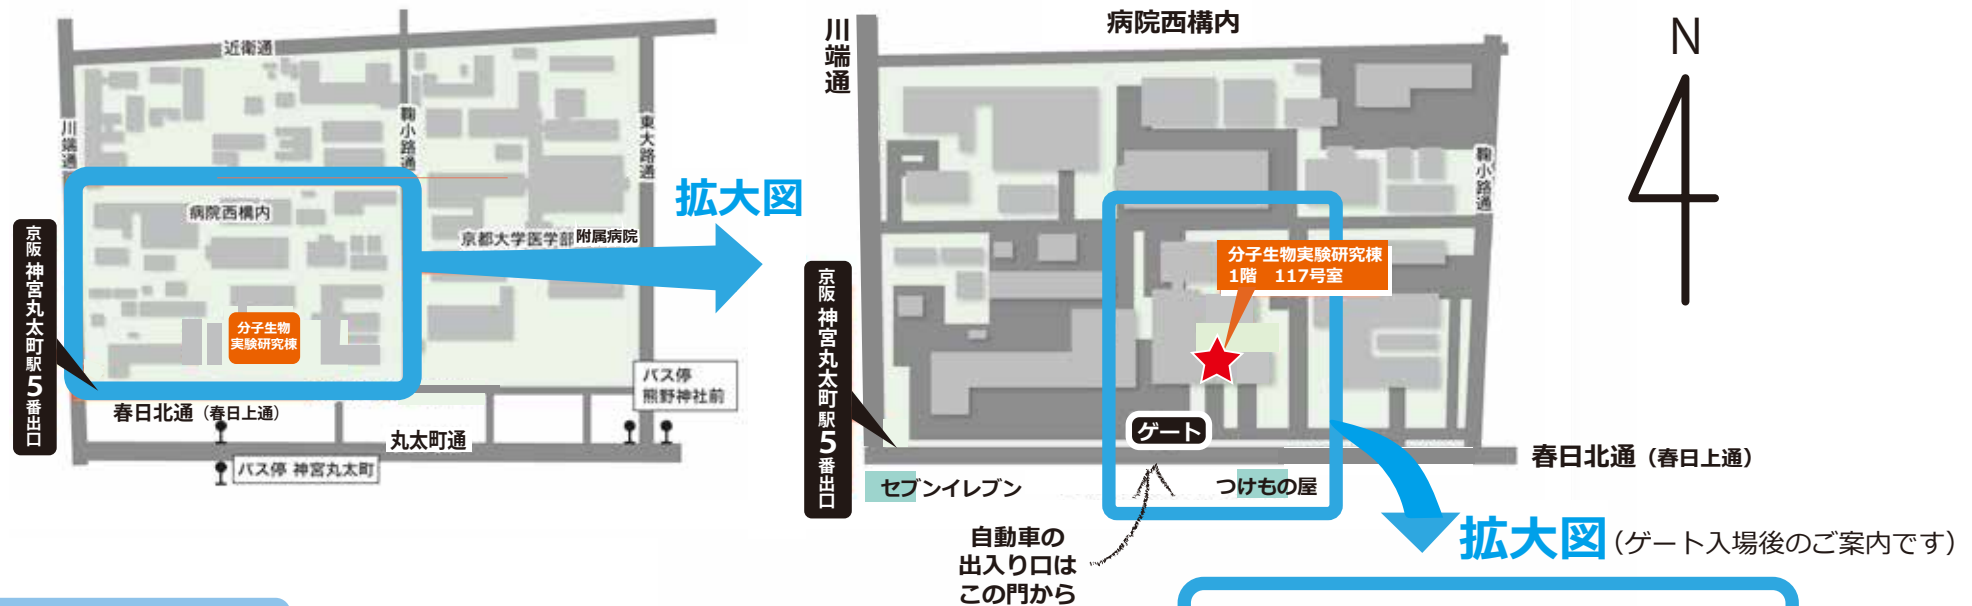 近衛通
川端通
鞠小路通
東大路通
病院西構内
京都大学医学部附属病院
分子生物
実験研究棟
京阪 神宮丸太町駅5番出口
春日北通（春日上通）
丸太町通
バス停 神宮丸太町
バス停
熊野神社前
拡大図
病院西構内
川端通
鞠小路通
分子生物実験研究棟
1階　117号室
京阪 神宮丸太町駅5番出口
ゲート
春日北通（春日上通）
セブンイレブン
つけもの屋
自動車の
出入り口は
この門から
拡大図（ゲート入場後のご案内です）
N